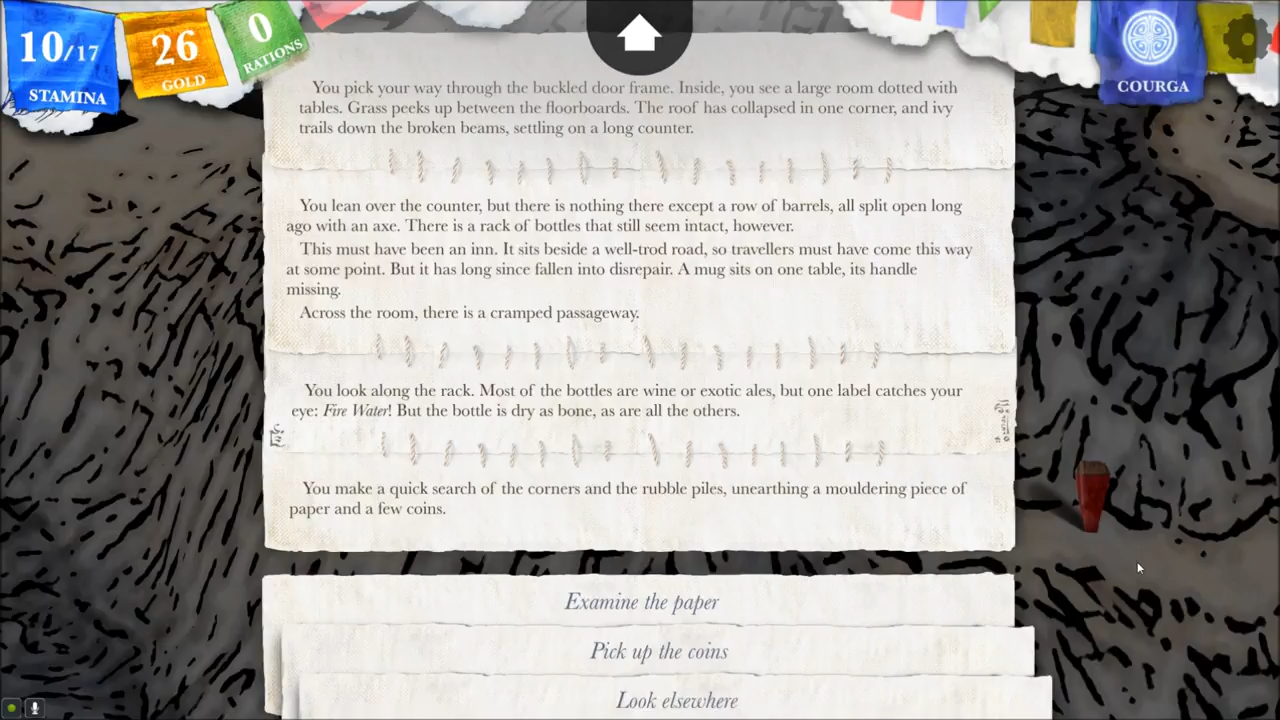 10/17
STAMINA
26
GOLD
0
RATIONS
COURGA
You pick your way through the buckled door frame. Inside, you see a large room dotted with
tables. Grass peeks up between the floorboards. The roof has collapsed in one corner, and ivy
trails down the broken beams, settling on a long counter.
You lean over the counter, but there is nothing there except a row of barrels, all split open long
ago with an axe. There is a rack of bottles that still seem intact, however.
This must have been an inn. It sits beside a well-trod road, so travellers must have come this way
at some point. But it has long since fallen into disrepair. A mug sits on one table, its handle
missing.
Across the room, there is a cramped passageway.
You look along the rack. Most of the bottles are wine or exotic ales, but one label catches your
eye: Fire Water! But the bottle is dry as bone, as are all the others.
You make a quick search of the corners and the rubble piles, unearthing a mouldering piece of
paper and a few coins.
Examine the paper
Pick up the coins
Look elsewhere